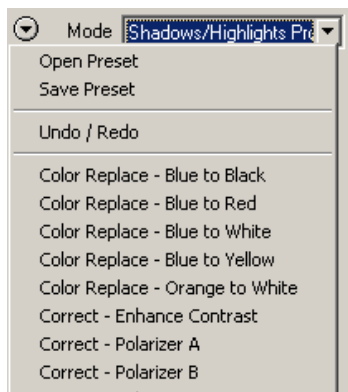 Mode Shadows/Highlights Pre
Open Preset
Save Preset
Undo / Redo
Color Replace - Blue to Black
Color Replace - Blue to Red
Color Replace - Blue to White
Color Replace - Blue to Yellow
Color Replace - Orange to White
Correct - Enhance Contrast
Correct - Polarizer A
Correct - Polarizer B